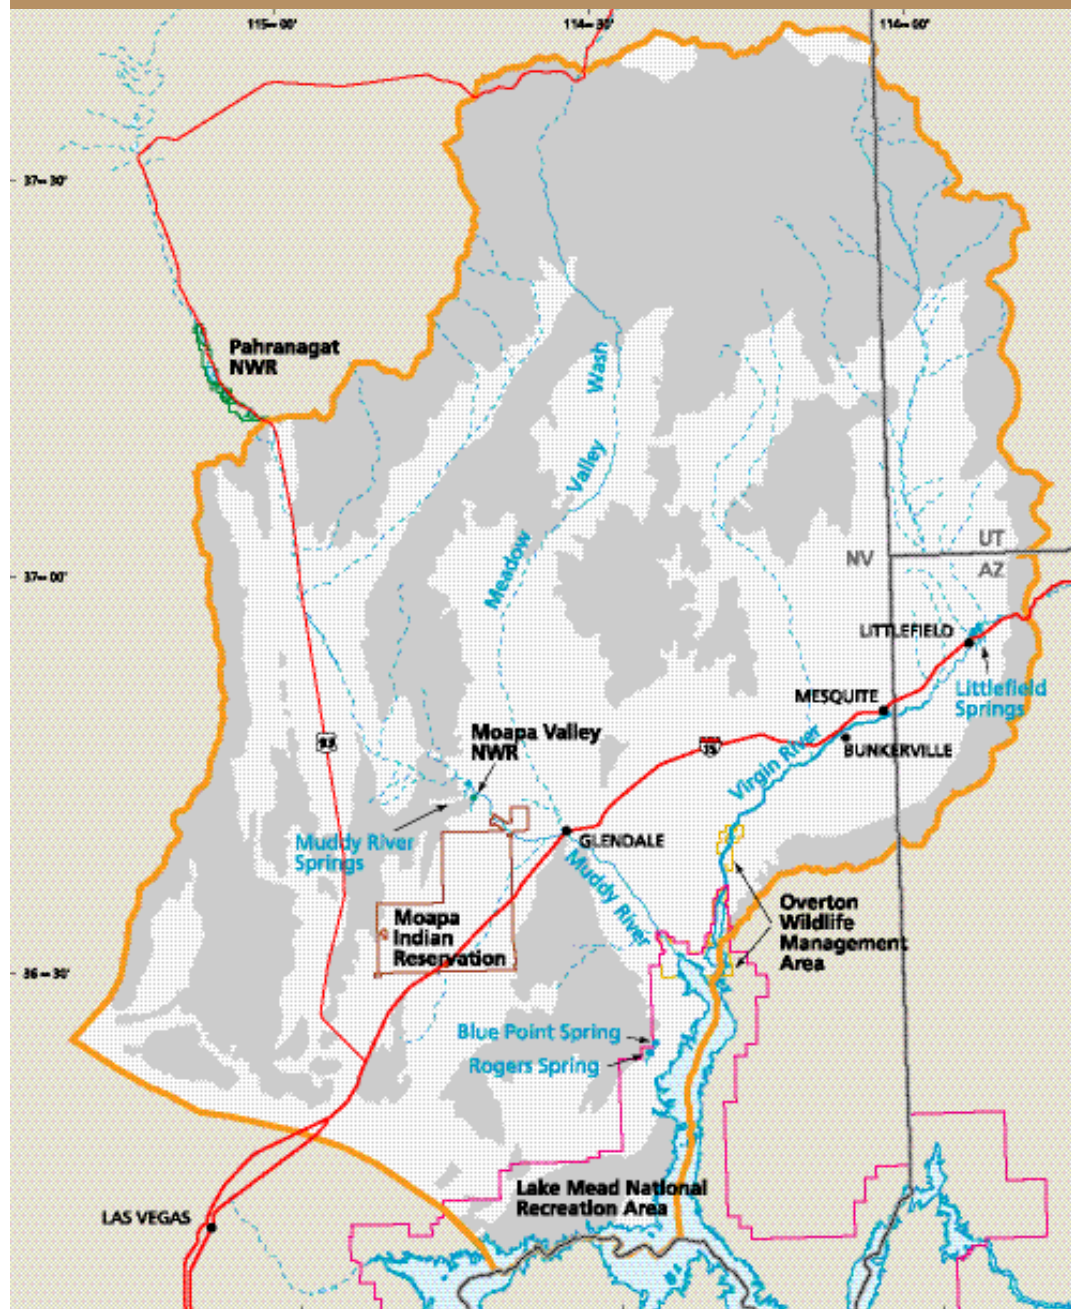 115— 00'
114— 30'
114— 00'
37— 30'
Pahranagat
NWR
Wash
Valley
Meadow
NV
UT
AZ
37— 00'
LITTLEFIELD
Littlefield
Springs
MESQUITE
BUNKERVILLE
Moapa Valley
NWR
93
15
Virgin River
Muddy River
Springs
GLENDALE
Muddy River
Moapa
Indian
Reservation
Overton
Wildlife
Management
Area
36— 30'
Blue Point Spring
Rogers Spring
Lake Mead National
Recreation Area
LAS VEGAS